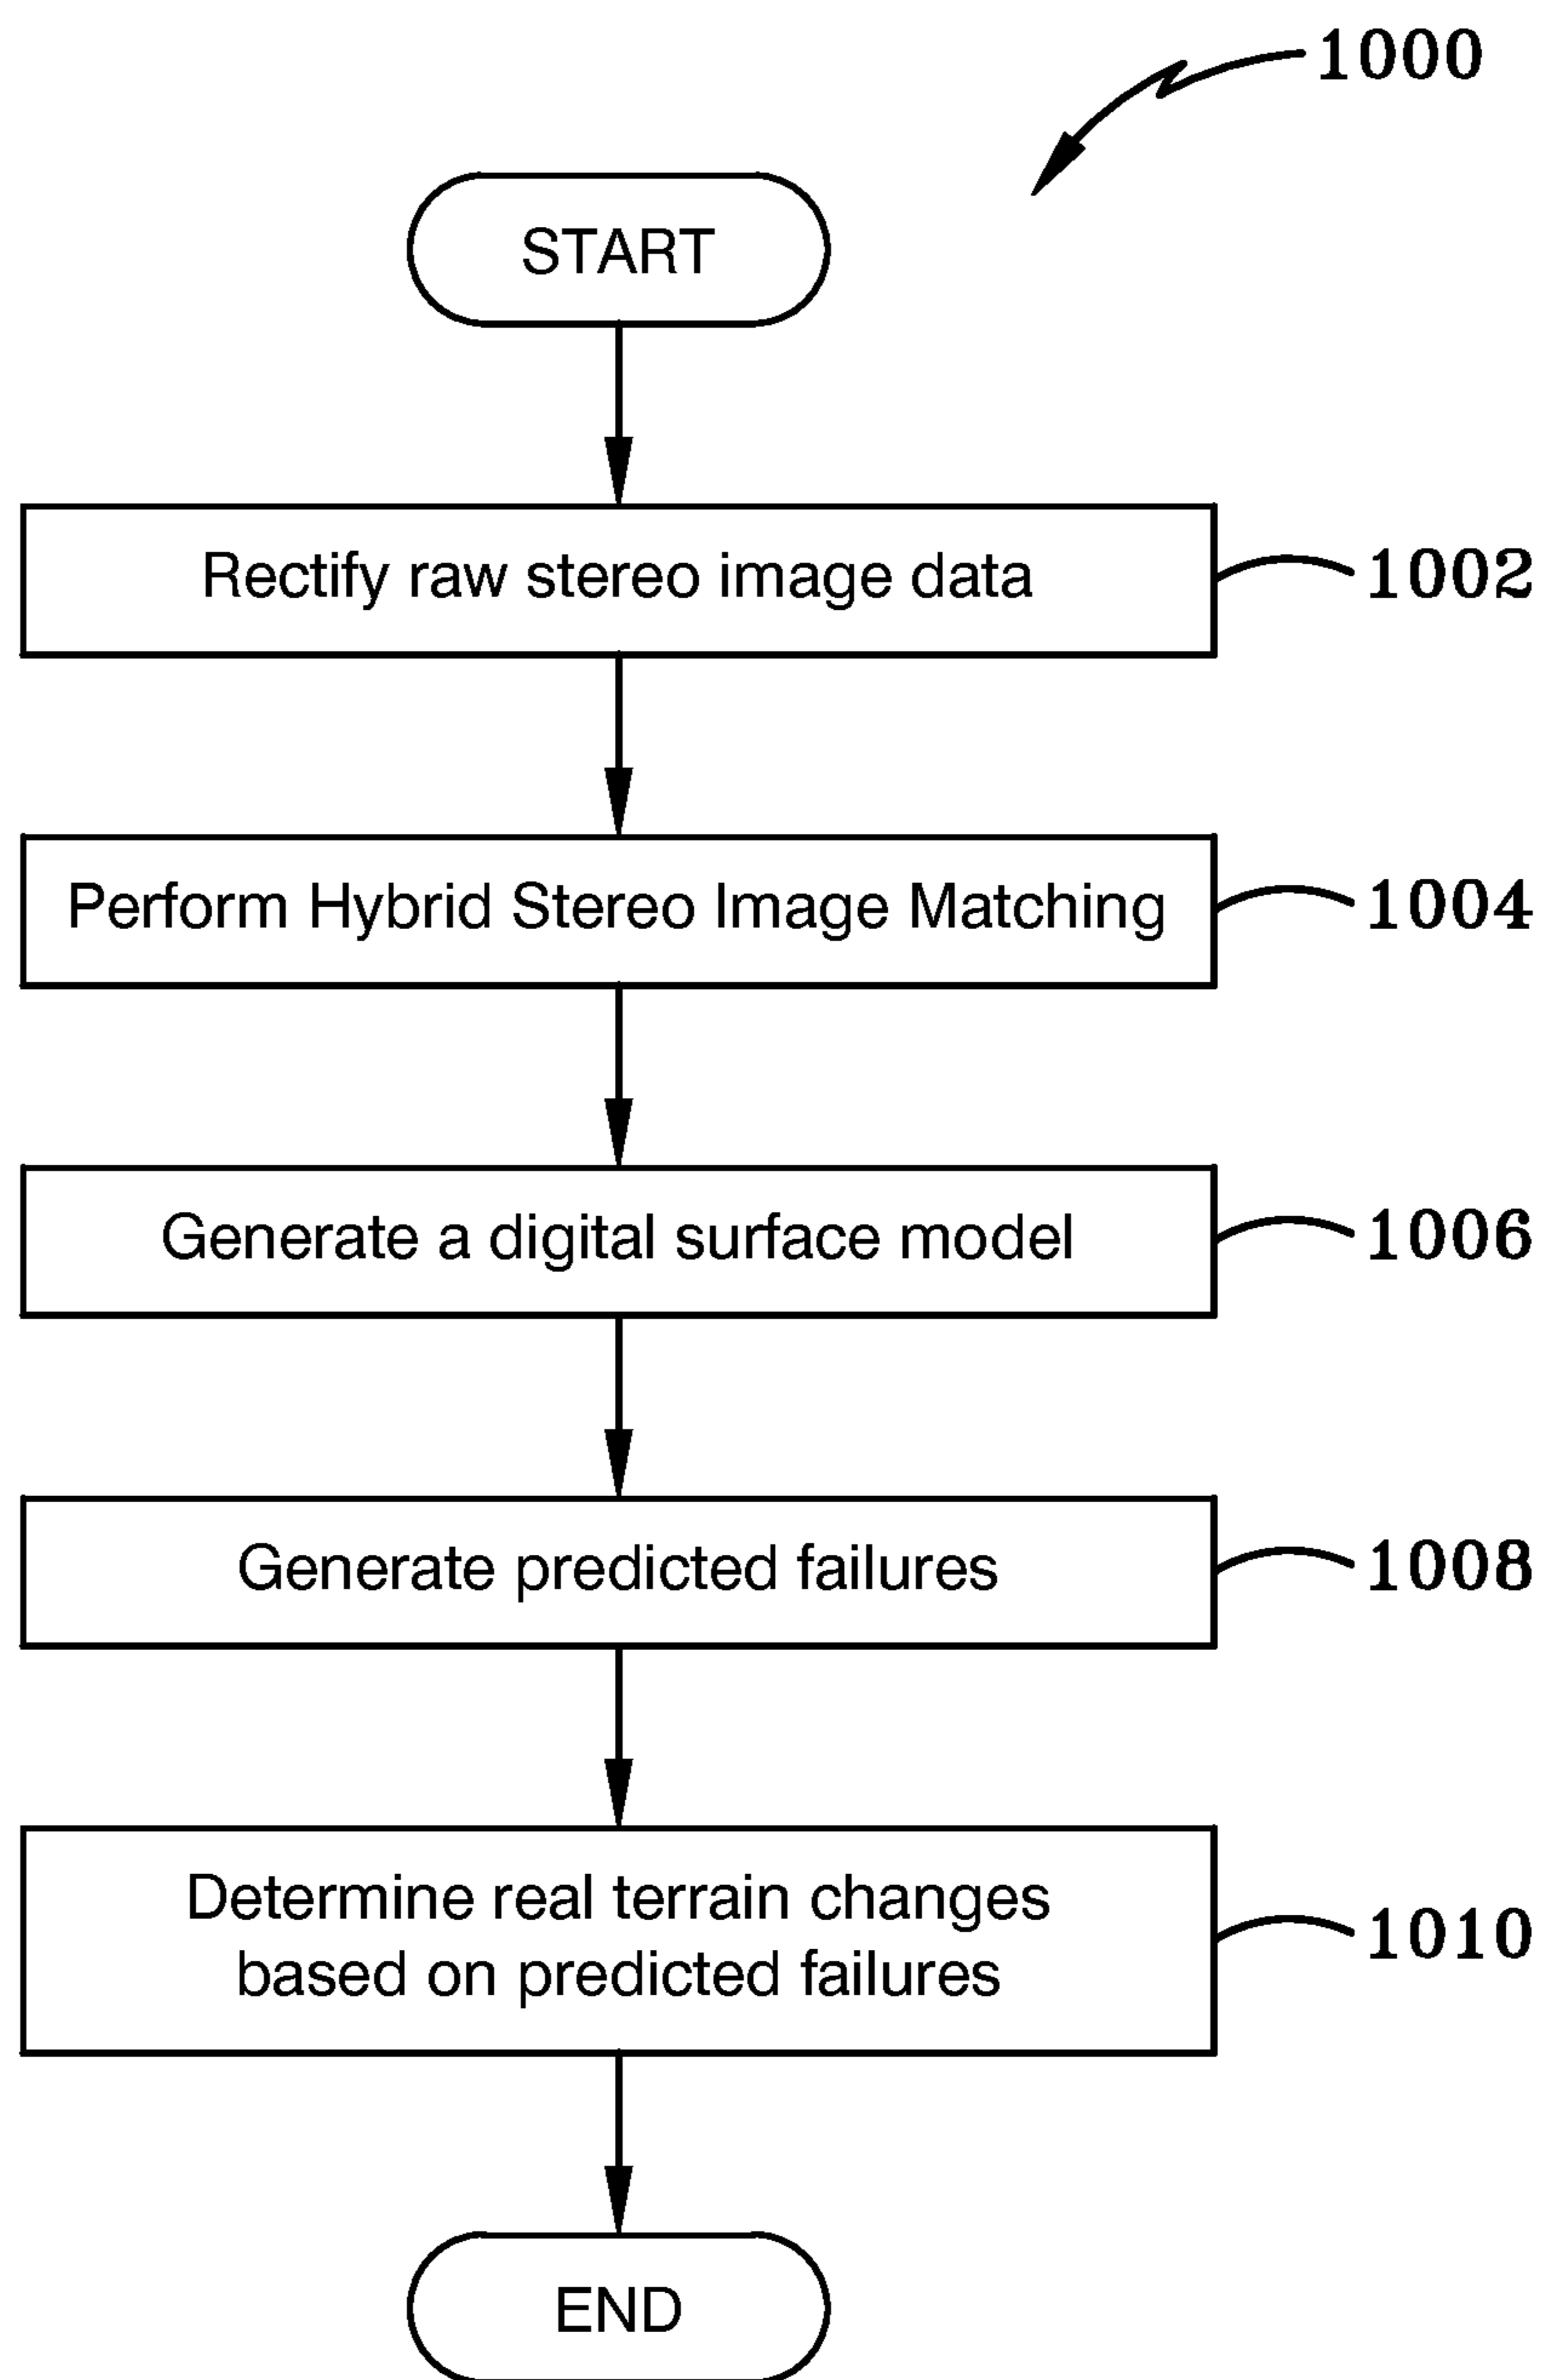 1000
START
Rectify raw stereo image data
1002
Perform Hybrid Stereo Image Matching
1004
Generate a digital surface model
1006
Generate predicted failures
1008
Determine real terrain changes
based on predicted failures
1010
END